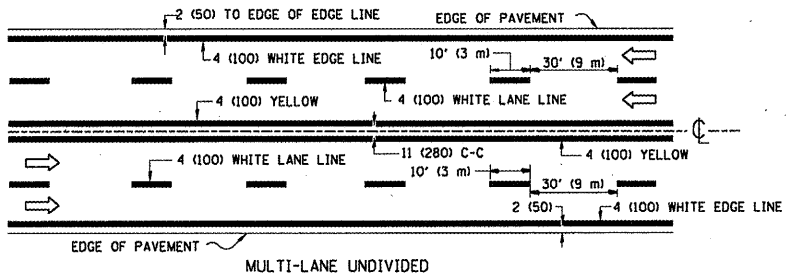 2 (50) TO EDGE OF EDGE LINE
EDGE OF PAVEMENT
4 (100) WHITE EDGE LINE
10' (3 m)
30' (9 m)
4 (100) YELLOW
4 (100) WHITE LANE LINE
℄
4 (100) WHITE LANE LINE
11 (280) C-C
4 (100) YELLOW
10' (3 m)
30' (9 m)
2 (50)
4 (100) WHITE EDGE LINE
EDGE OF PAVEMENT
MULTI-LANE UNDIVIDED